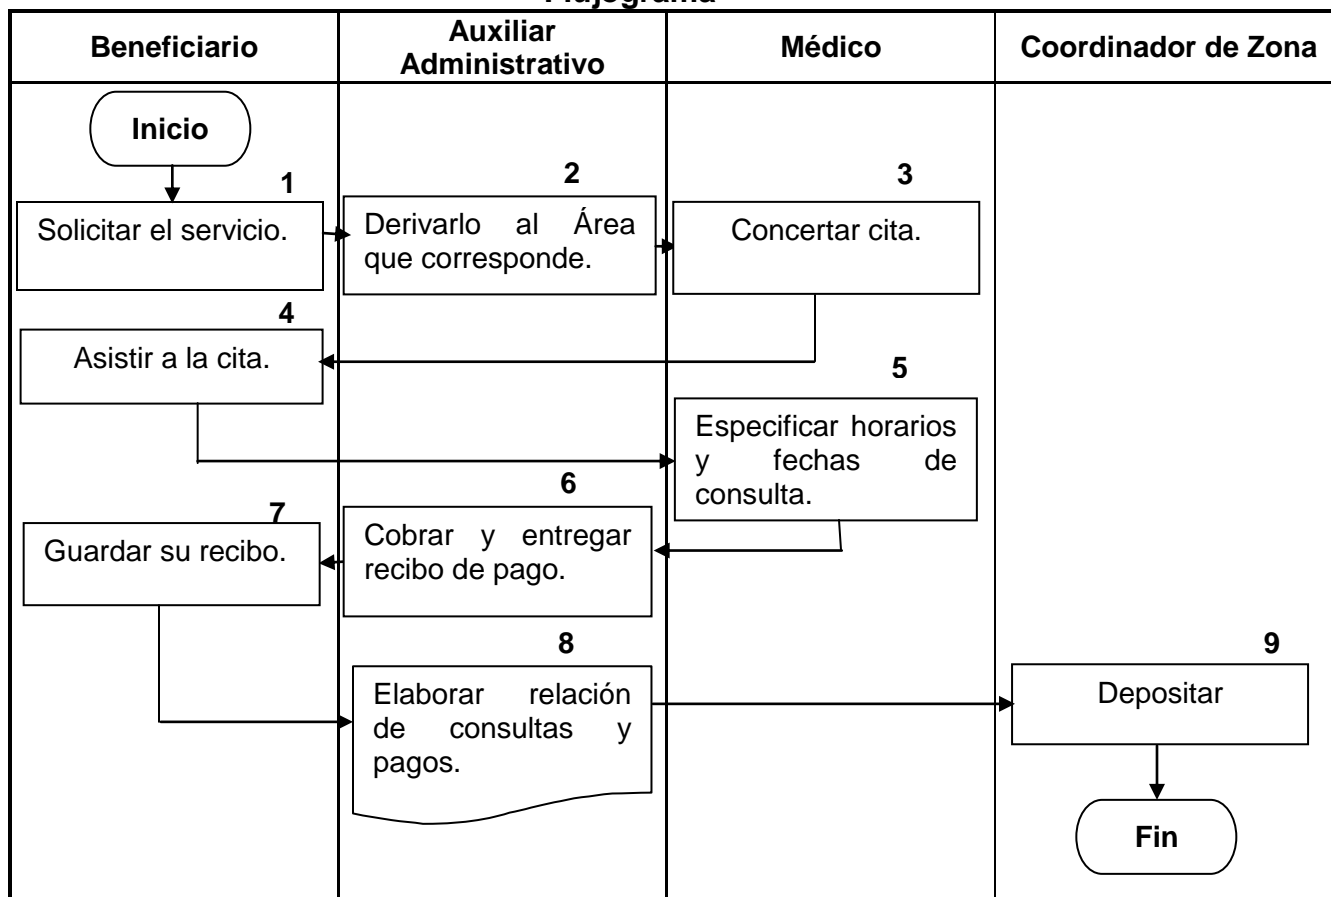 Flujograma
Beneficiario
Auxiliar
Administrativo
Médico
Coordinador de Zona
Inicio
1
Solicitar el servicio.
2
Derivarlo al Área
que corresponde.
3
Concertar cita.
4
Asistir a la cita.
5
Especificar horarios
y fechas de
consulta.
6
Cobrar y entregar
recibo de pago.
7
Guardar su recibo.
8
Elaborar relación
de consultas y
pagos.
9
Depositar
Fin